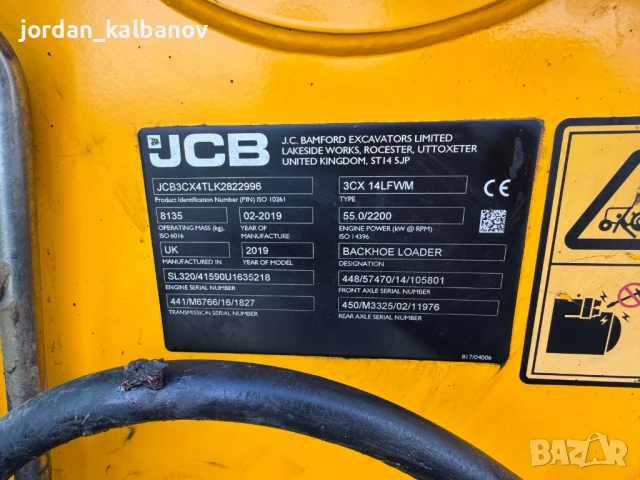 jordan_kalbanov
JCB
JCB
J.C. BAMFORD EXCAVATORS LIMITED
LAKESIDE WORKS, ROCESTER, UTTOXETER
UNITED KINGDOM, ST14 5JP
JCB3CX4TLK2822996
Product Identification Number (PIN) ISO 10261
3CX 14LFWM
TYPE
CE
8135
OPERATING MASS (kg).
ISO 6016
02-2019
YEAR OF
MANUFACTURE
55.0/2200
ENGINE POWER (kW @ RPM)
ISO 14396
UK
MANUFACTURED IN
2019
YEAR OF MODEL
BACKHOE LOADER
DESIGNATION
SL320/41590U1635218
ENGINE SERIAL NUMBER
448/57470/14/105801
FRONT AXLE SERIAL NUMBER
441/M6766/16/1827
TRANSMISSION SERIAL NUMBER
450/M3325/02/11976
REAR AXLE SERIAL NUMBER
817/04006
BAZAR
bg